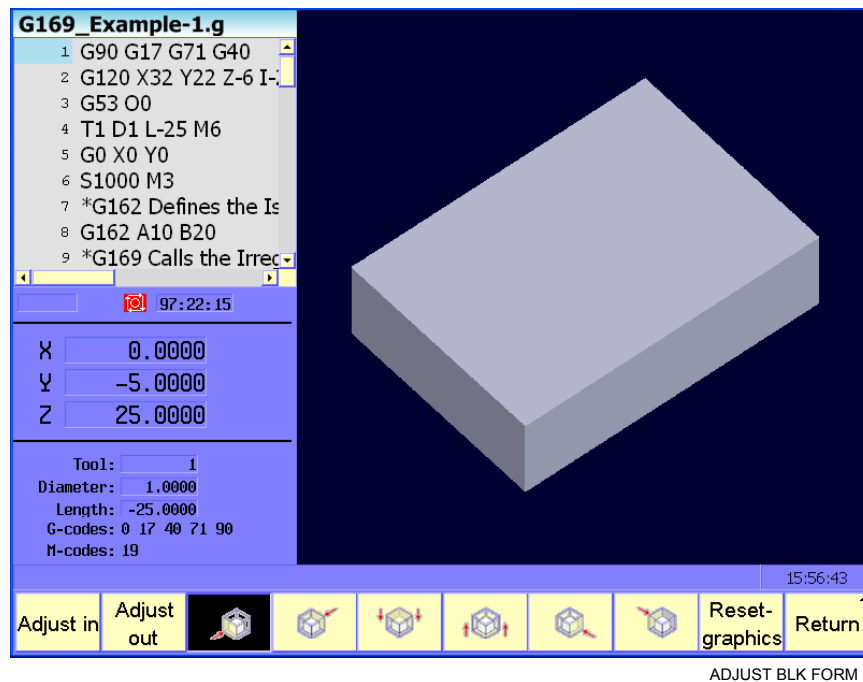 G169_Example-1.g
1 G90 G17 G71 G40
2 G120 X32 Y22 Z-6 I-
3 G53 O0
4 T1 D1 L-25 M6
5 G0 X0 Y0
6 S1000 M3
7 *G162 Defines the Is
8 G162 A10 B20
9 *G169 Calls the Irreg
97:22:15
X 0.0000
Y -5.0000
Z 25.0000
Tool: 1
Diameter: 1.0000
Length: -25.0000
G-codes: 0 17 40 71 90
M-codes: 19
15:56:43
Adjust in
Adjust out
Reset-graphics
Return
ADJUST BLK FORM